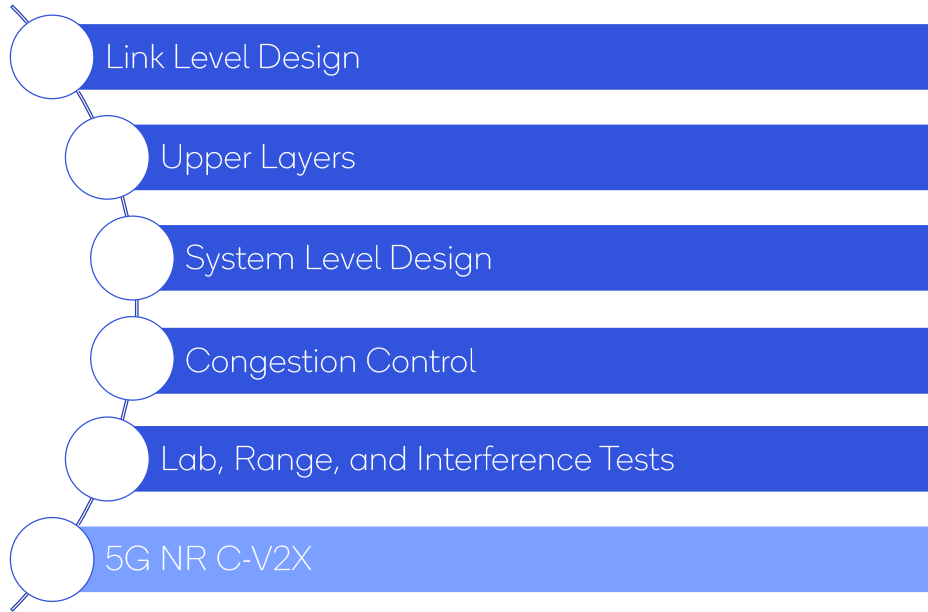 Link Level Design
Upper Layers
System Level Design
Congestion Control
Lab, Range, and Interference Tests
5G NR C-V2X